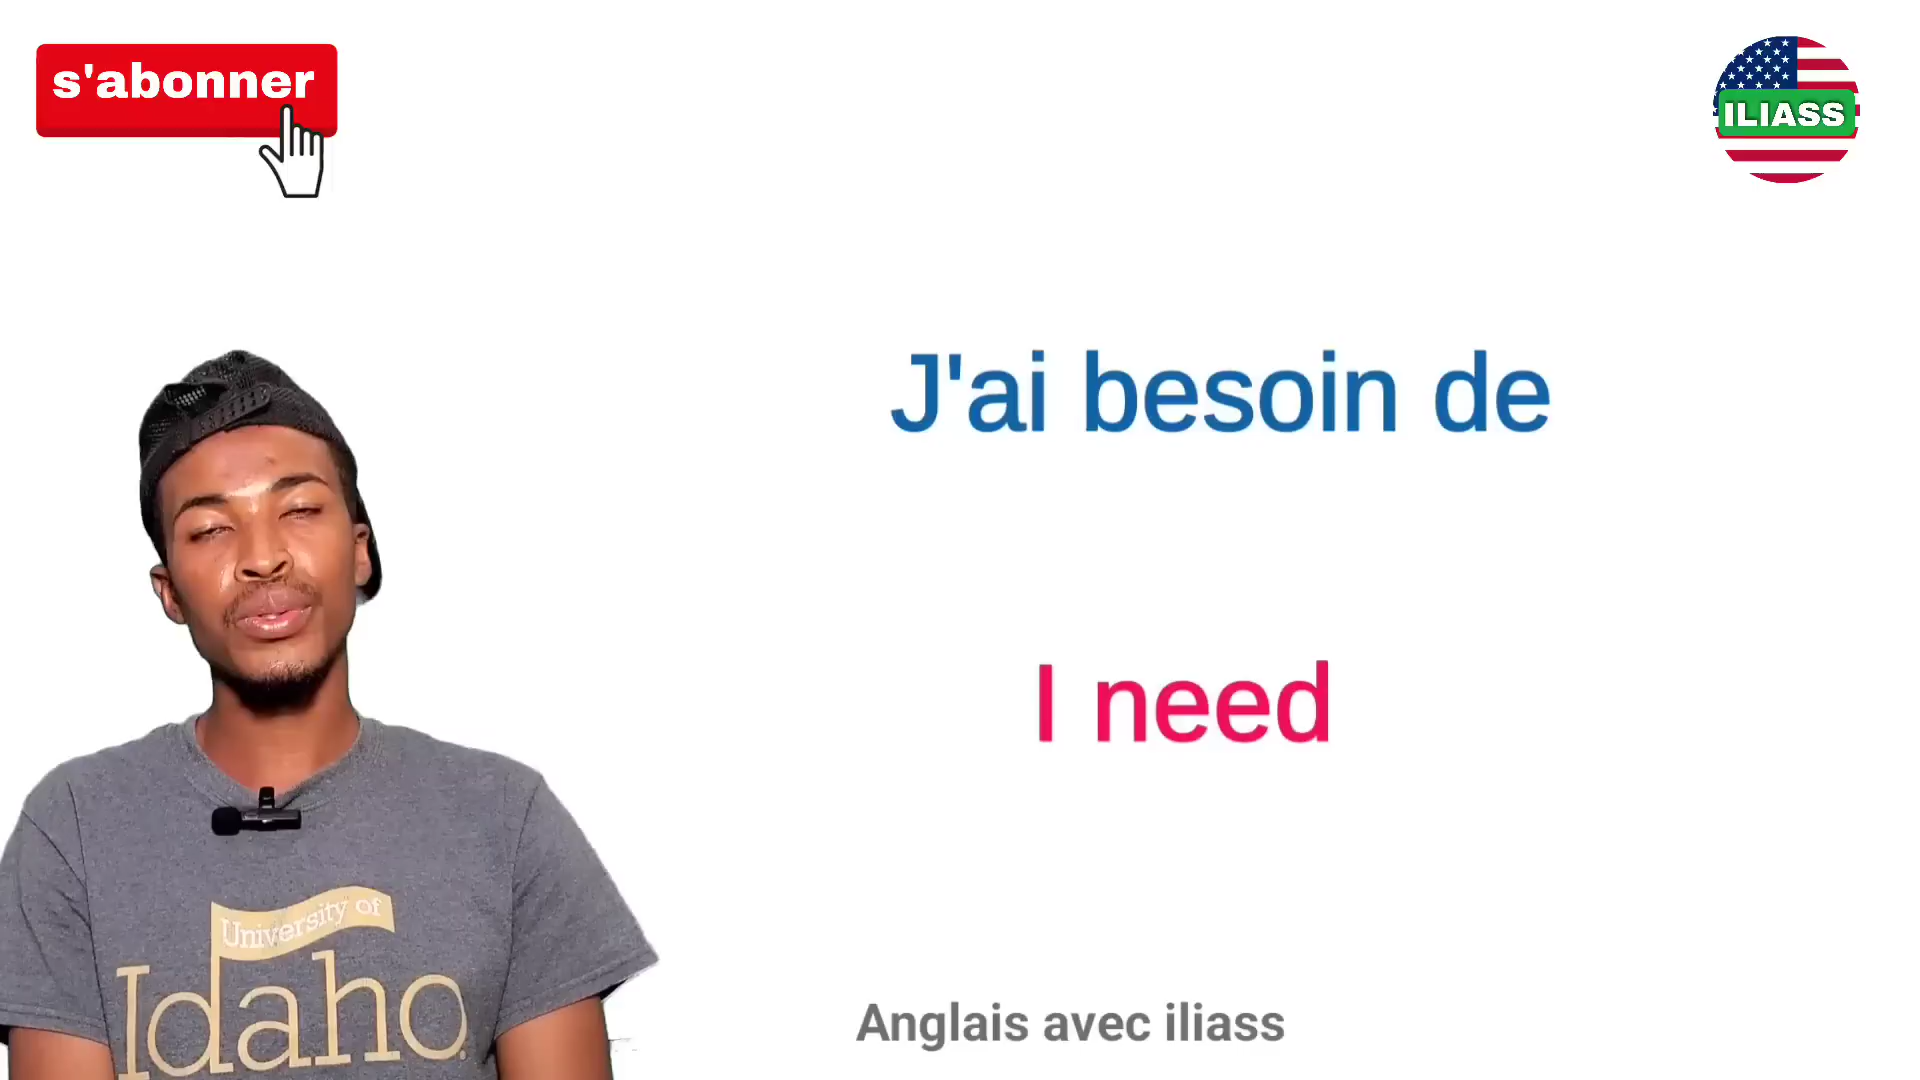 s'abonner
ILIASS
J'ai besoin de
I need
University of
Idaho.
Anglais avec iliass